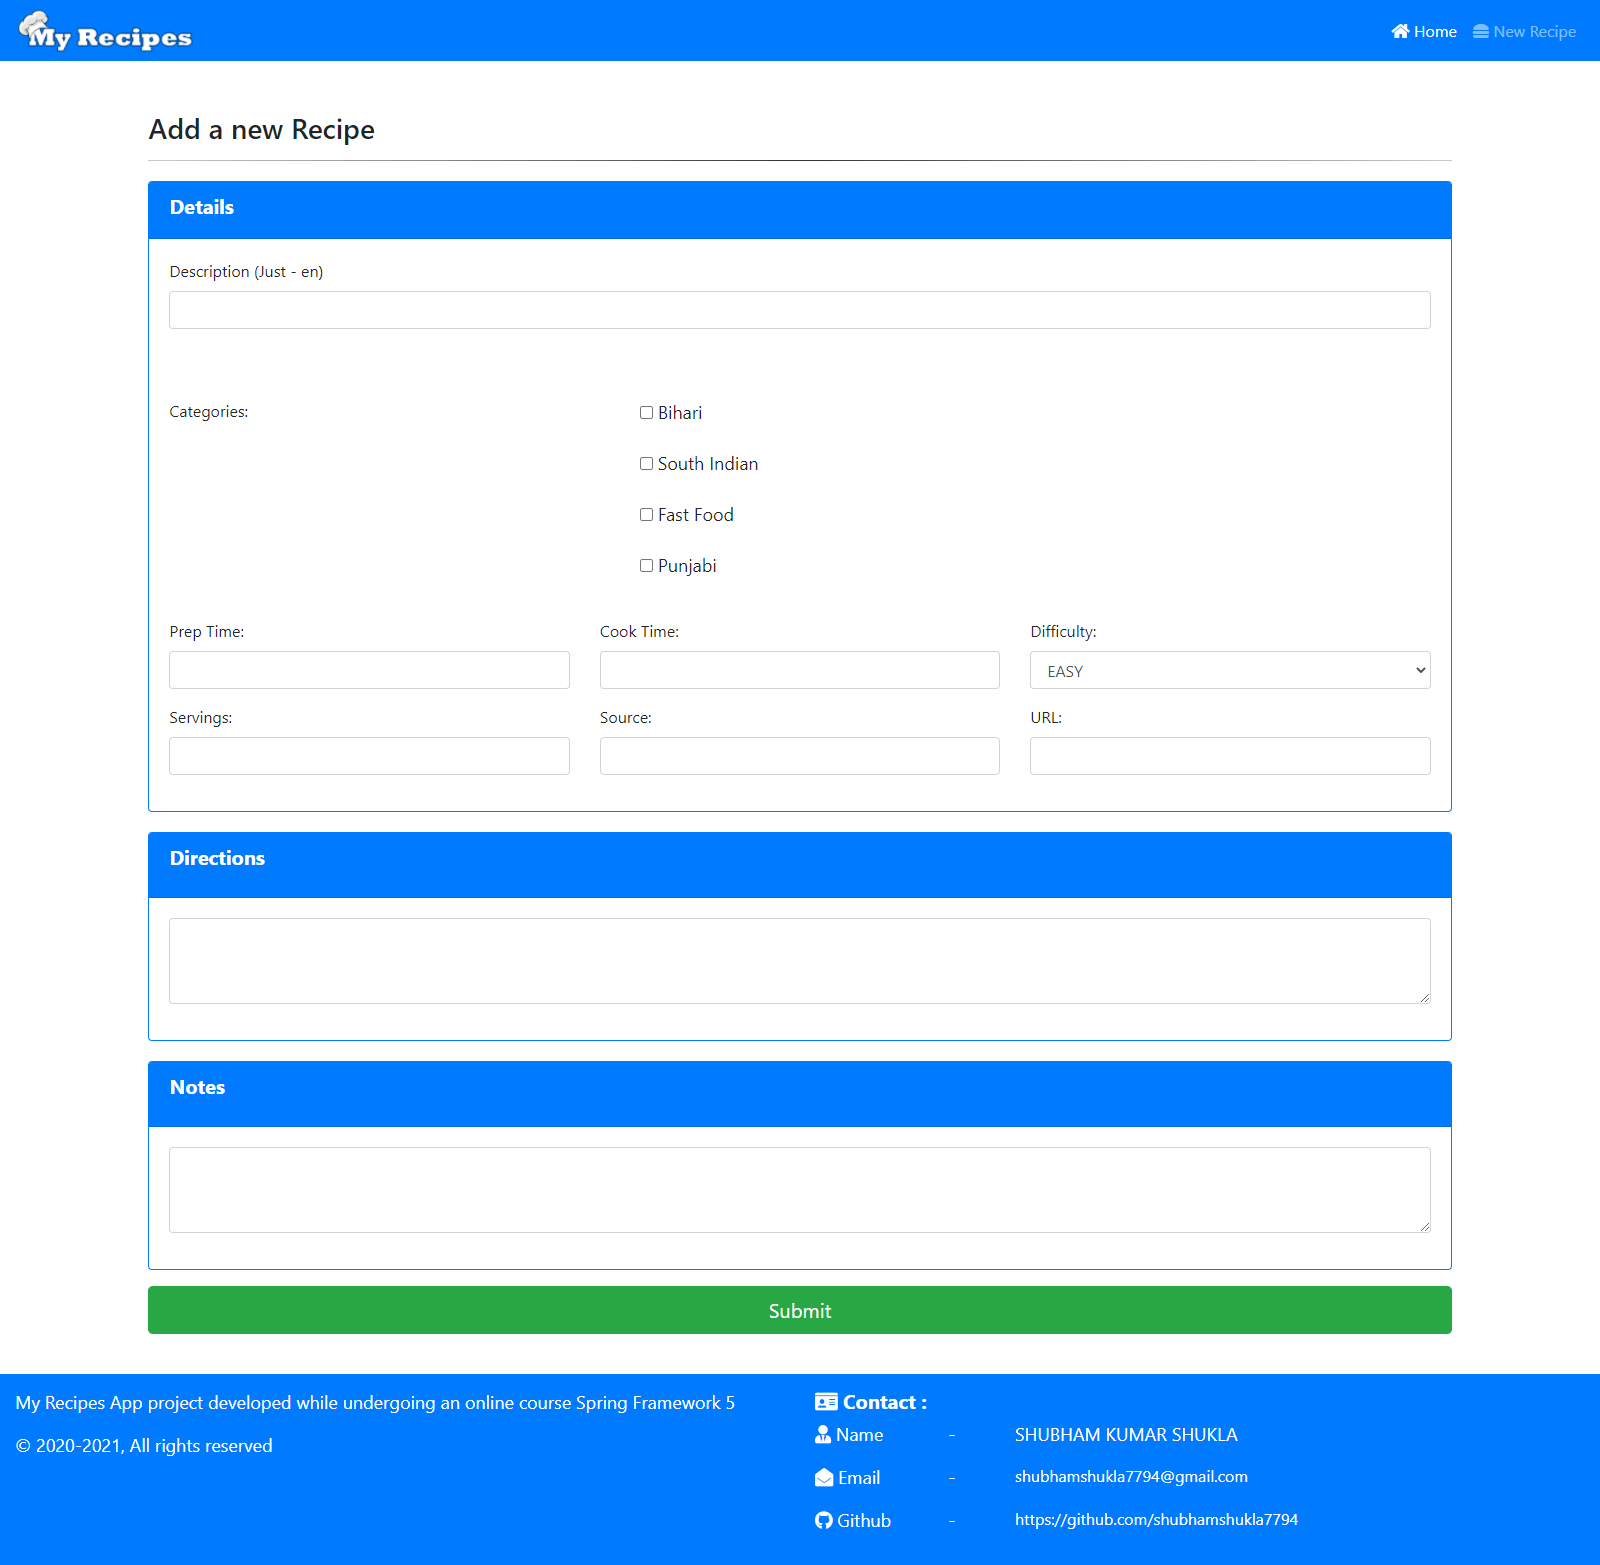 My Recipes
Home New Recipe
Add a new Recipe
Details
Description (Just - en)
Categories:
Bihari
South Indian
Fast Food
Punjabi
Prep Time: Cook Time: Difficulty:
EASY
Servings: Source: URL:
Directions
Notes
Submit
My Recipes App project developed while undergoing an online course Spring Framework 5
© 2020-2021, All rights reserved
Contact :
Name - SHUBHAM KUMAR SHUKLA
Email - shubhamshukla7794@gmail.com
Github - https://github.com/shubhamshukla7794